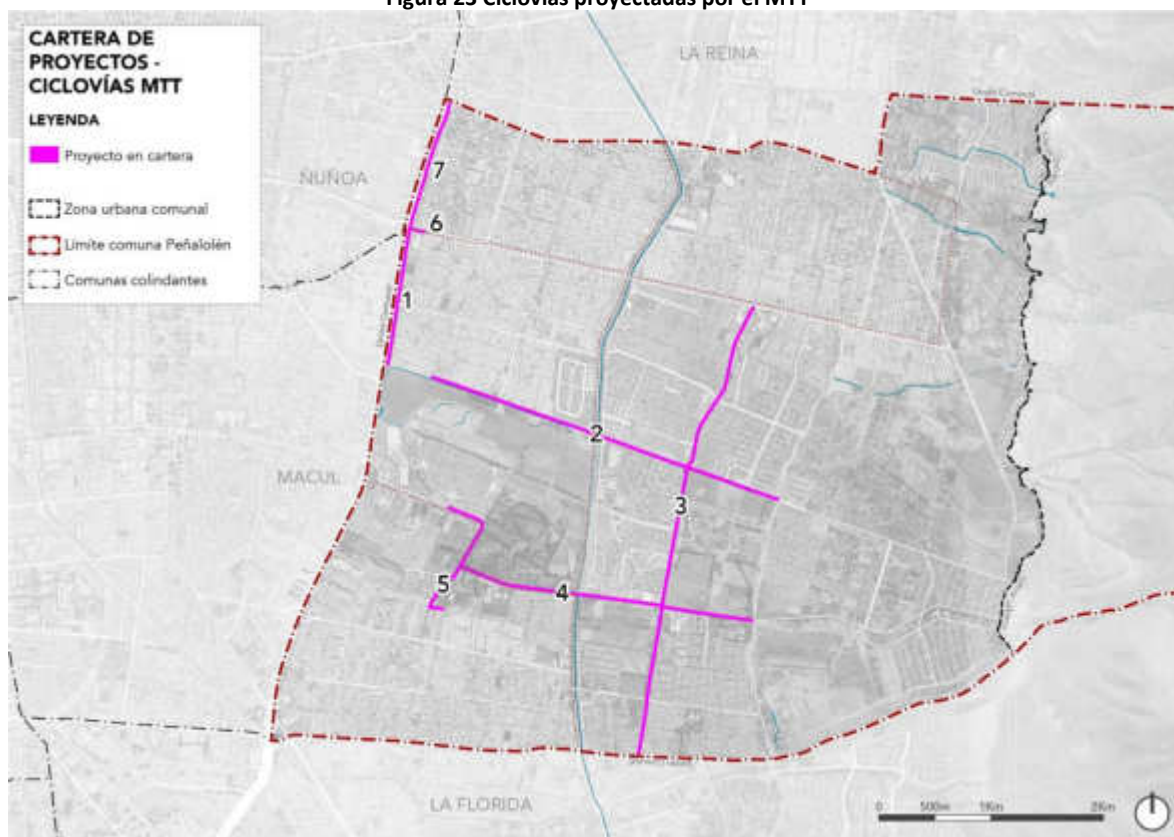 Figura 23 Ciclovías proyectadas por el MTT
CARTERA DE
PROYECTOS -
CICLOVÍAS MTT
LEYENDA
Proyecto en cartera
Zona urbana comunal
Límite comuna Peñalolén
Comunas colindantes
LA REINA
ÑUÑOA
7
6
1
2
MACUL
3
5
4
LA FLORIDA
0
500m
1Km
2Km